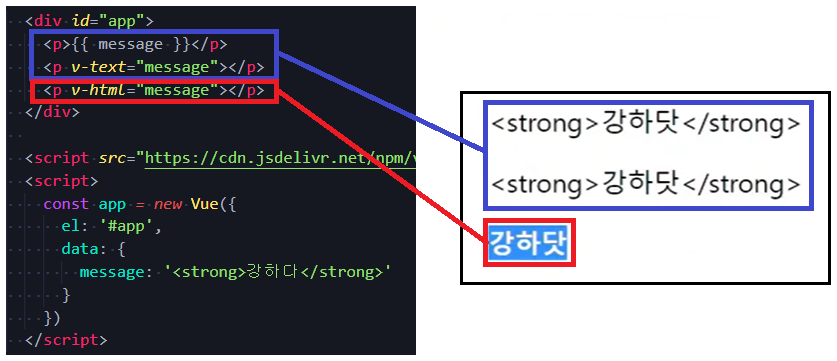 <div id="app">
<p>{{ message }}</p>
<p v-text="message"></p>
<p v-html="message"></p>
</div>
<script src="https://cdn.jsdelivr.net/npm/v
<script>
const app = new Vue({
el: '#app',
data: {
message: '<strong>강하다</strong>'
}
})
</script>
<strong>강하닷</strong>
<strong>강하닷</strong>
강하닷